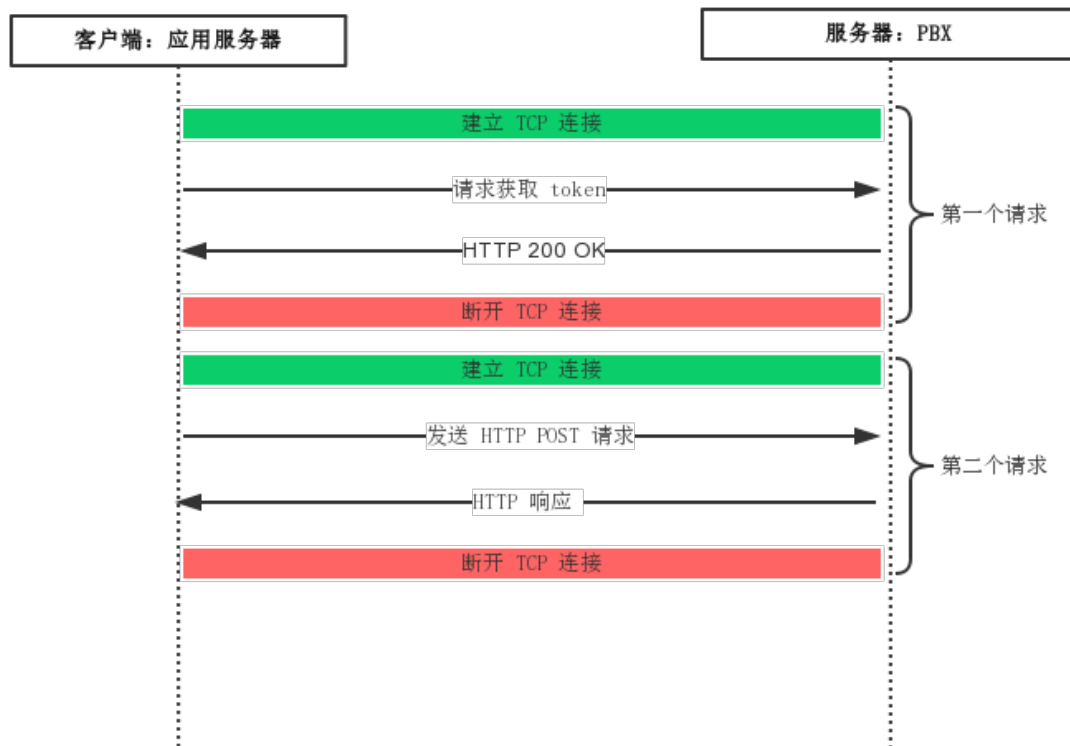 客户端：应用服务器
服务器：PBX
建立 TCP 连接
请求获取 token
第一个请求
HTTP 200 OK
断开 TCP 连接
建立 TCP 连接
发送 HTTP POST 请求
第二个请求
HTTP 响应
断开 TCP 连接